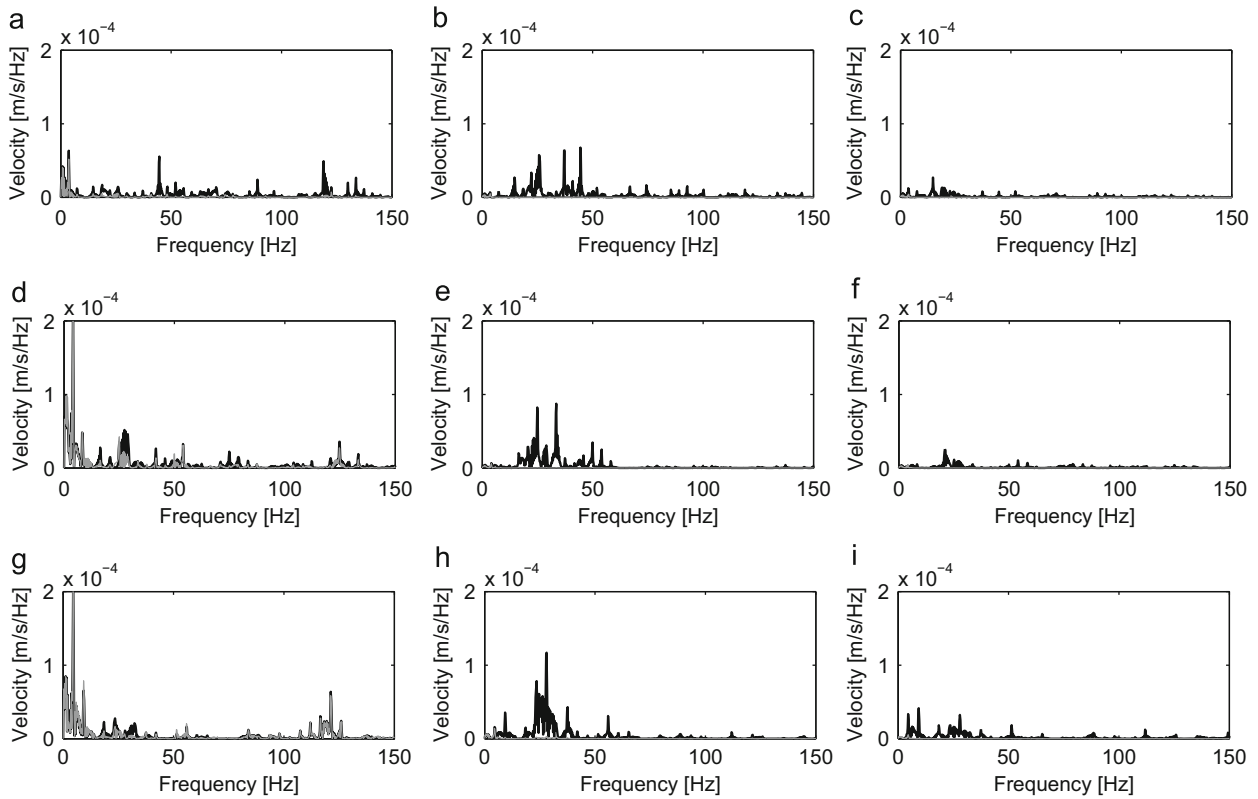 a
x 10⁻⁴
Velocity [m/s/Hz]
2
1
0
0 50 100 150
Frequency [Hz]
b
x 10⁻⁴
Velocity [m/s/Hz]
2
1
0
0 50 100 150
Frequency [Hz]
c
x 10⁻⁴
Velocity [m/s/Hz]
2
1
0
0 50 100 150
Frequency [Hz]
d
x 10⁻⁴
Velocity [m/s/Hz]
2
1
0
0 50 100 150
Frequency [Hz]
e
x 10⁻⁴
Velocity [m/s/Hz]
2
1
0
0 50 100 150
Frequency [Hz]
f
x 10⁻⁴
Velocity [m/s/Hz]
2
1
0
0 50 100 150
Frequency [Hz]
g
x 10⁻⁴
Velocity [m/s/Hz]
2
1
0
0 50 100 150
Frequency [Hz]
h
x 10⁻⁴
Velocity [m/s/Hz]
2
1
0
0 50 100 150
Frequency [Hz]
i
x 10⁻⁴
Velocity [m/s/Hz]
2
1
0
0 50 100 150
Frequency [Hz]